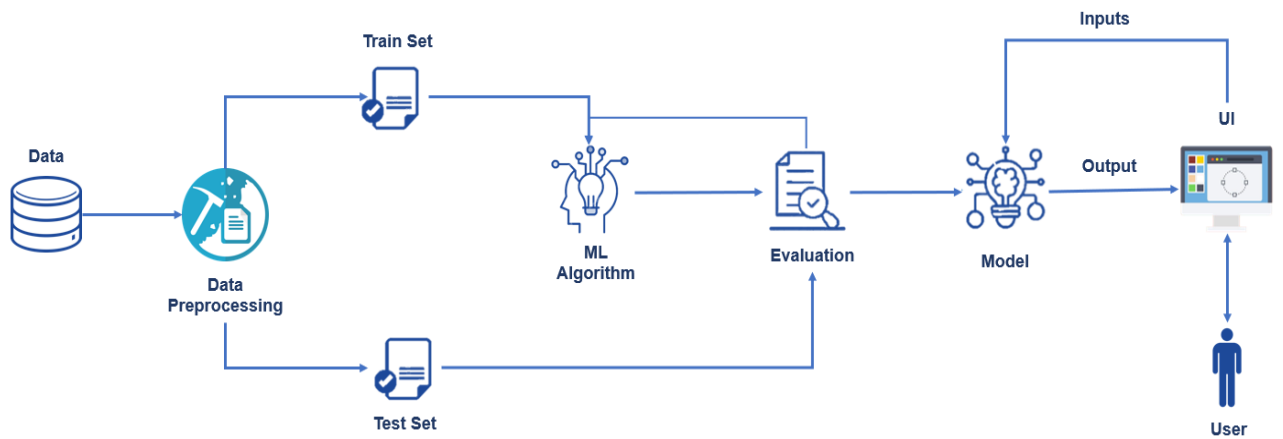 Inputs
Train Set
UI
Data
Output
ML
Algorithm
Evaluation
Model
Data
Preprocessing
Test Set
User